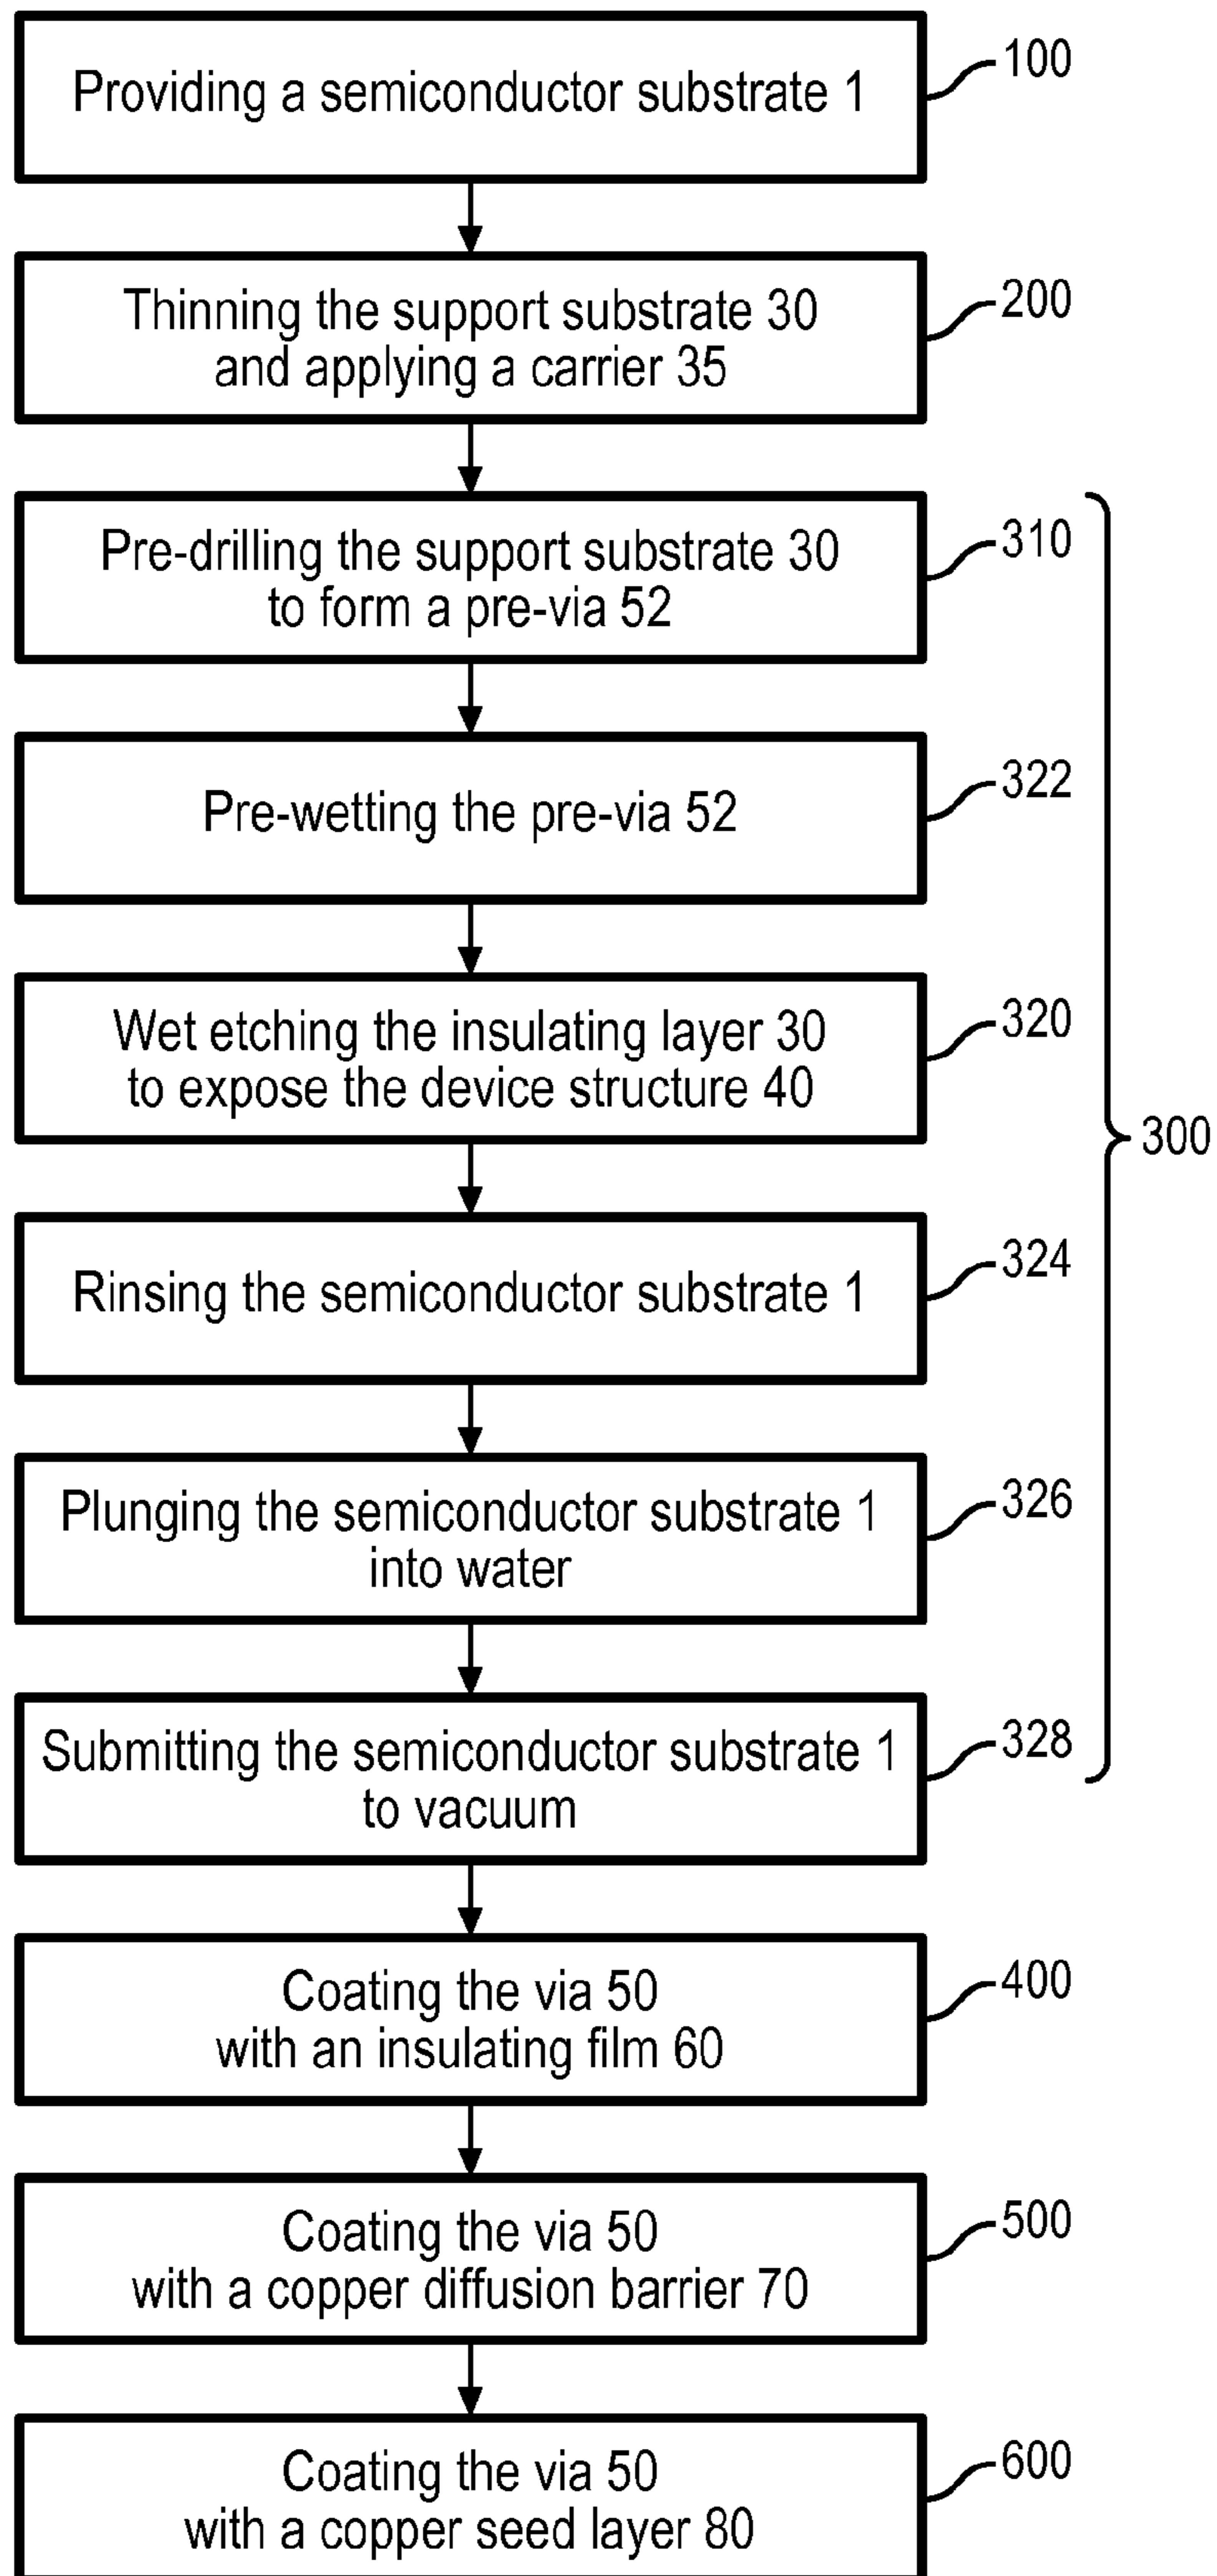 Providing a semiconductor substrate 1
100
Thinning the support substrate 30
and applying a carrier 35
200
Pre-drilling the support substrate 30
to form a pre-via 52
310
Pre-wetting the pre-via 52
322
Wet etching the insulating layer 30
to expose the device structure 40
320
300
Rinsing the semiconductor substrate 1
324
Plunging the semiconductor substrate 1
into water
326
Submitting the semiconductor substrate 1
to vacuum
328
Coating the via 50
with an insulating film 60
400
Coating the via 50
with a copper diffusion barrier 70
500
Coating the via 50
with a copper seed layer 80
600